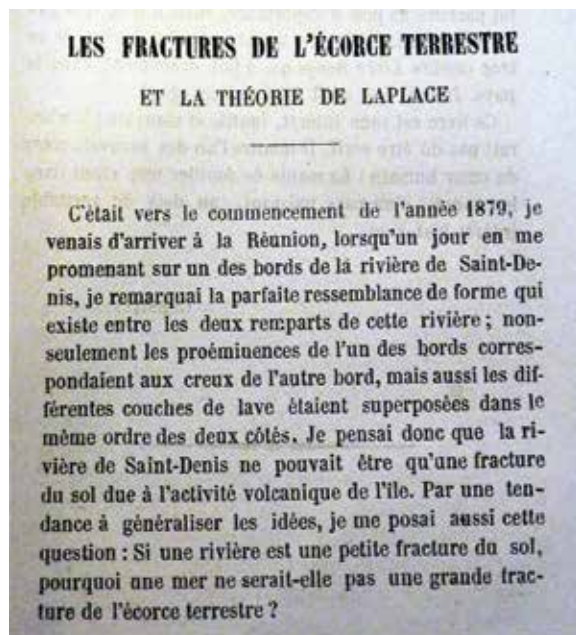 LES FRACTURES DE L'ÉCORCE TERRESTRE
ET LA THÉORIE DE LAPLACE
C'était vers le commencement de l'année 1879, je
venais d'arriver à la Réunion, lorsqu'un jour en me
promenant sur un des bords de la rivière de Saint-De-
nis, je remarquai la parfaite ressemblance de forme qui
existe entre les deux remparts de cette rivière ; non-
seulement les proéminences de l'un des bords corres-
pondaient aux creux de l'autre bord, mais aussi les dif-
férentes couches de lave étaient superposées dans le
même ordre des deux côtés. Je pensai donc que la ri-
vière de Saint-Denis ne pouvait être qu'une fracture
du sol due à l'activité volcanique de l'île. Par une ten-
dance à généraliser les idées, je me posai aussi cette
question : Si une rivière est une petite fracture du sol,
pourquoi une mer ne serait-elle pas une grande frac-
ture de l'écorce terrestre ?